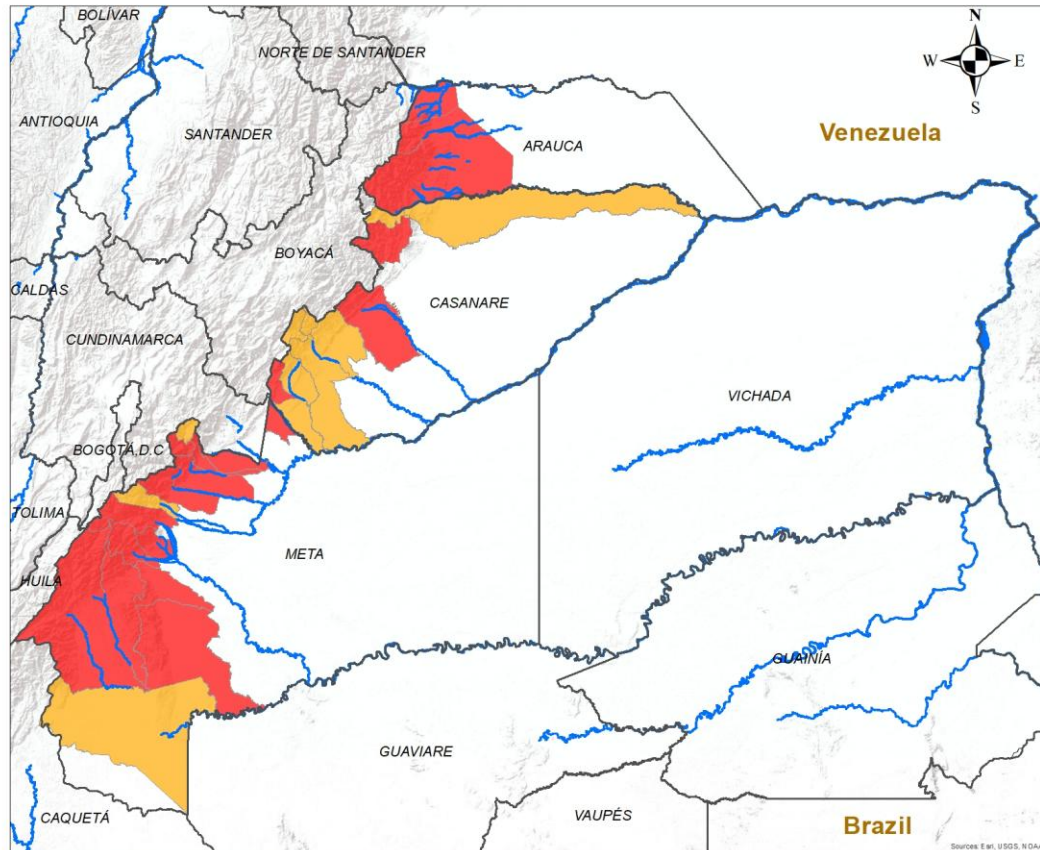 BOLÍVAR
NORTE DE SANTANDER
N
W
E
S
ANTIOQUIA
SANTANDER
ARAUCA
Venezuela
BOYACÁ
CALDAS
CASANARE
CUNDINAMARCA
VICHADA
BOGOTÁ,D.C
TOLIMA
META
HUILA
GUAINÍA
GUAVIARE
CAQUETÁ
VAUPÉS
Brazil
Sources: Esri, USGS, NOAA